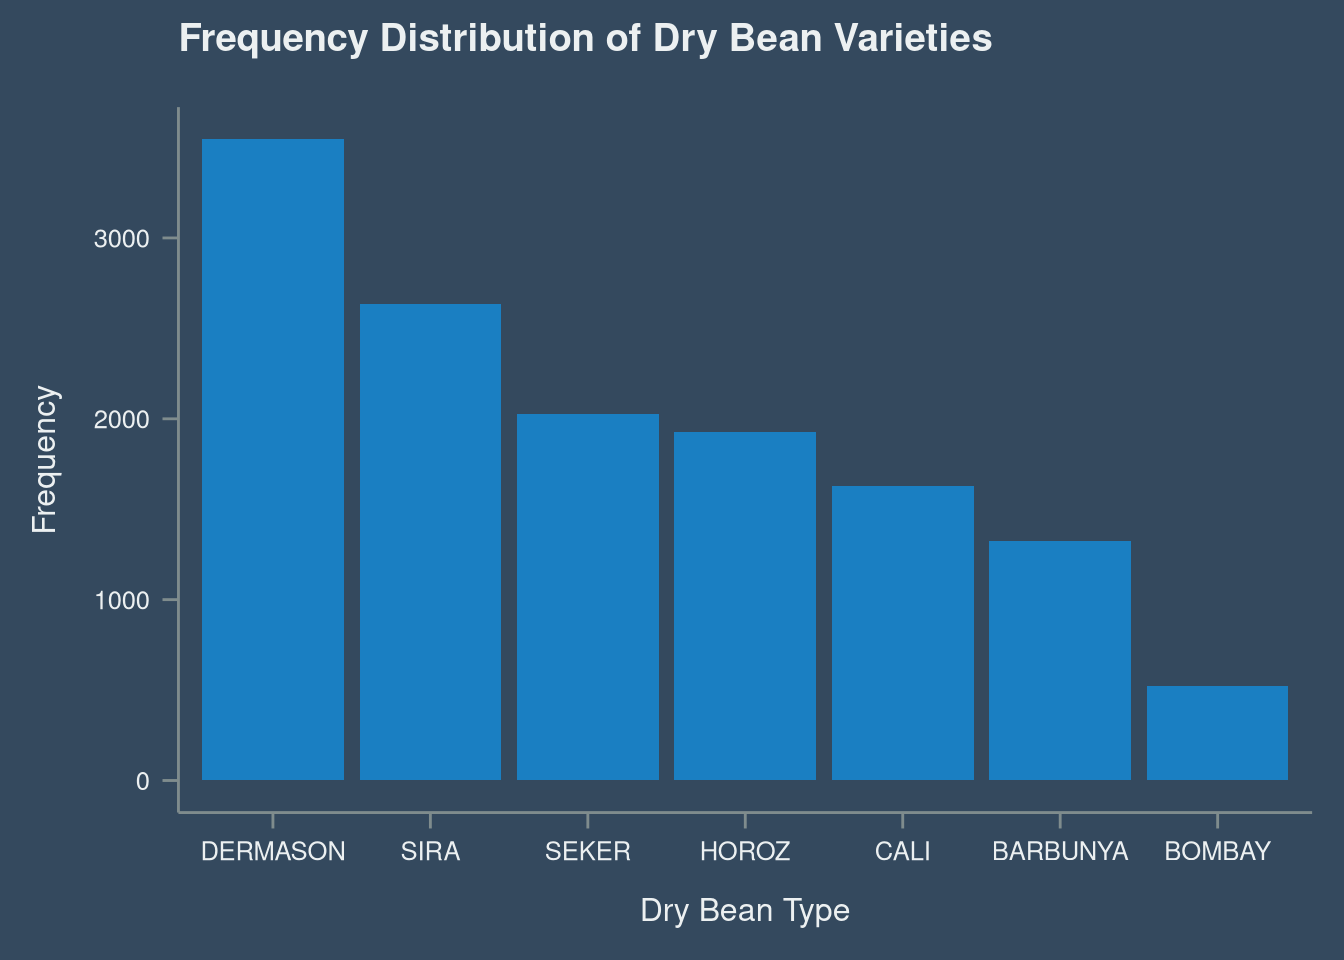 Frequency Distribution of Dry Bean Varieties
Frequency
3000
2000
1000
0
DERMASON SIRA SEKER HOROZ CALI BARBUNYA BOMBAY
Dry Bean Type